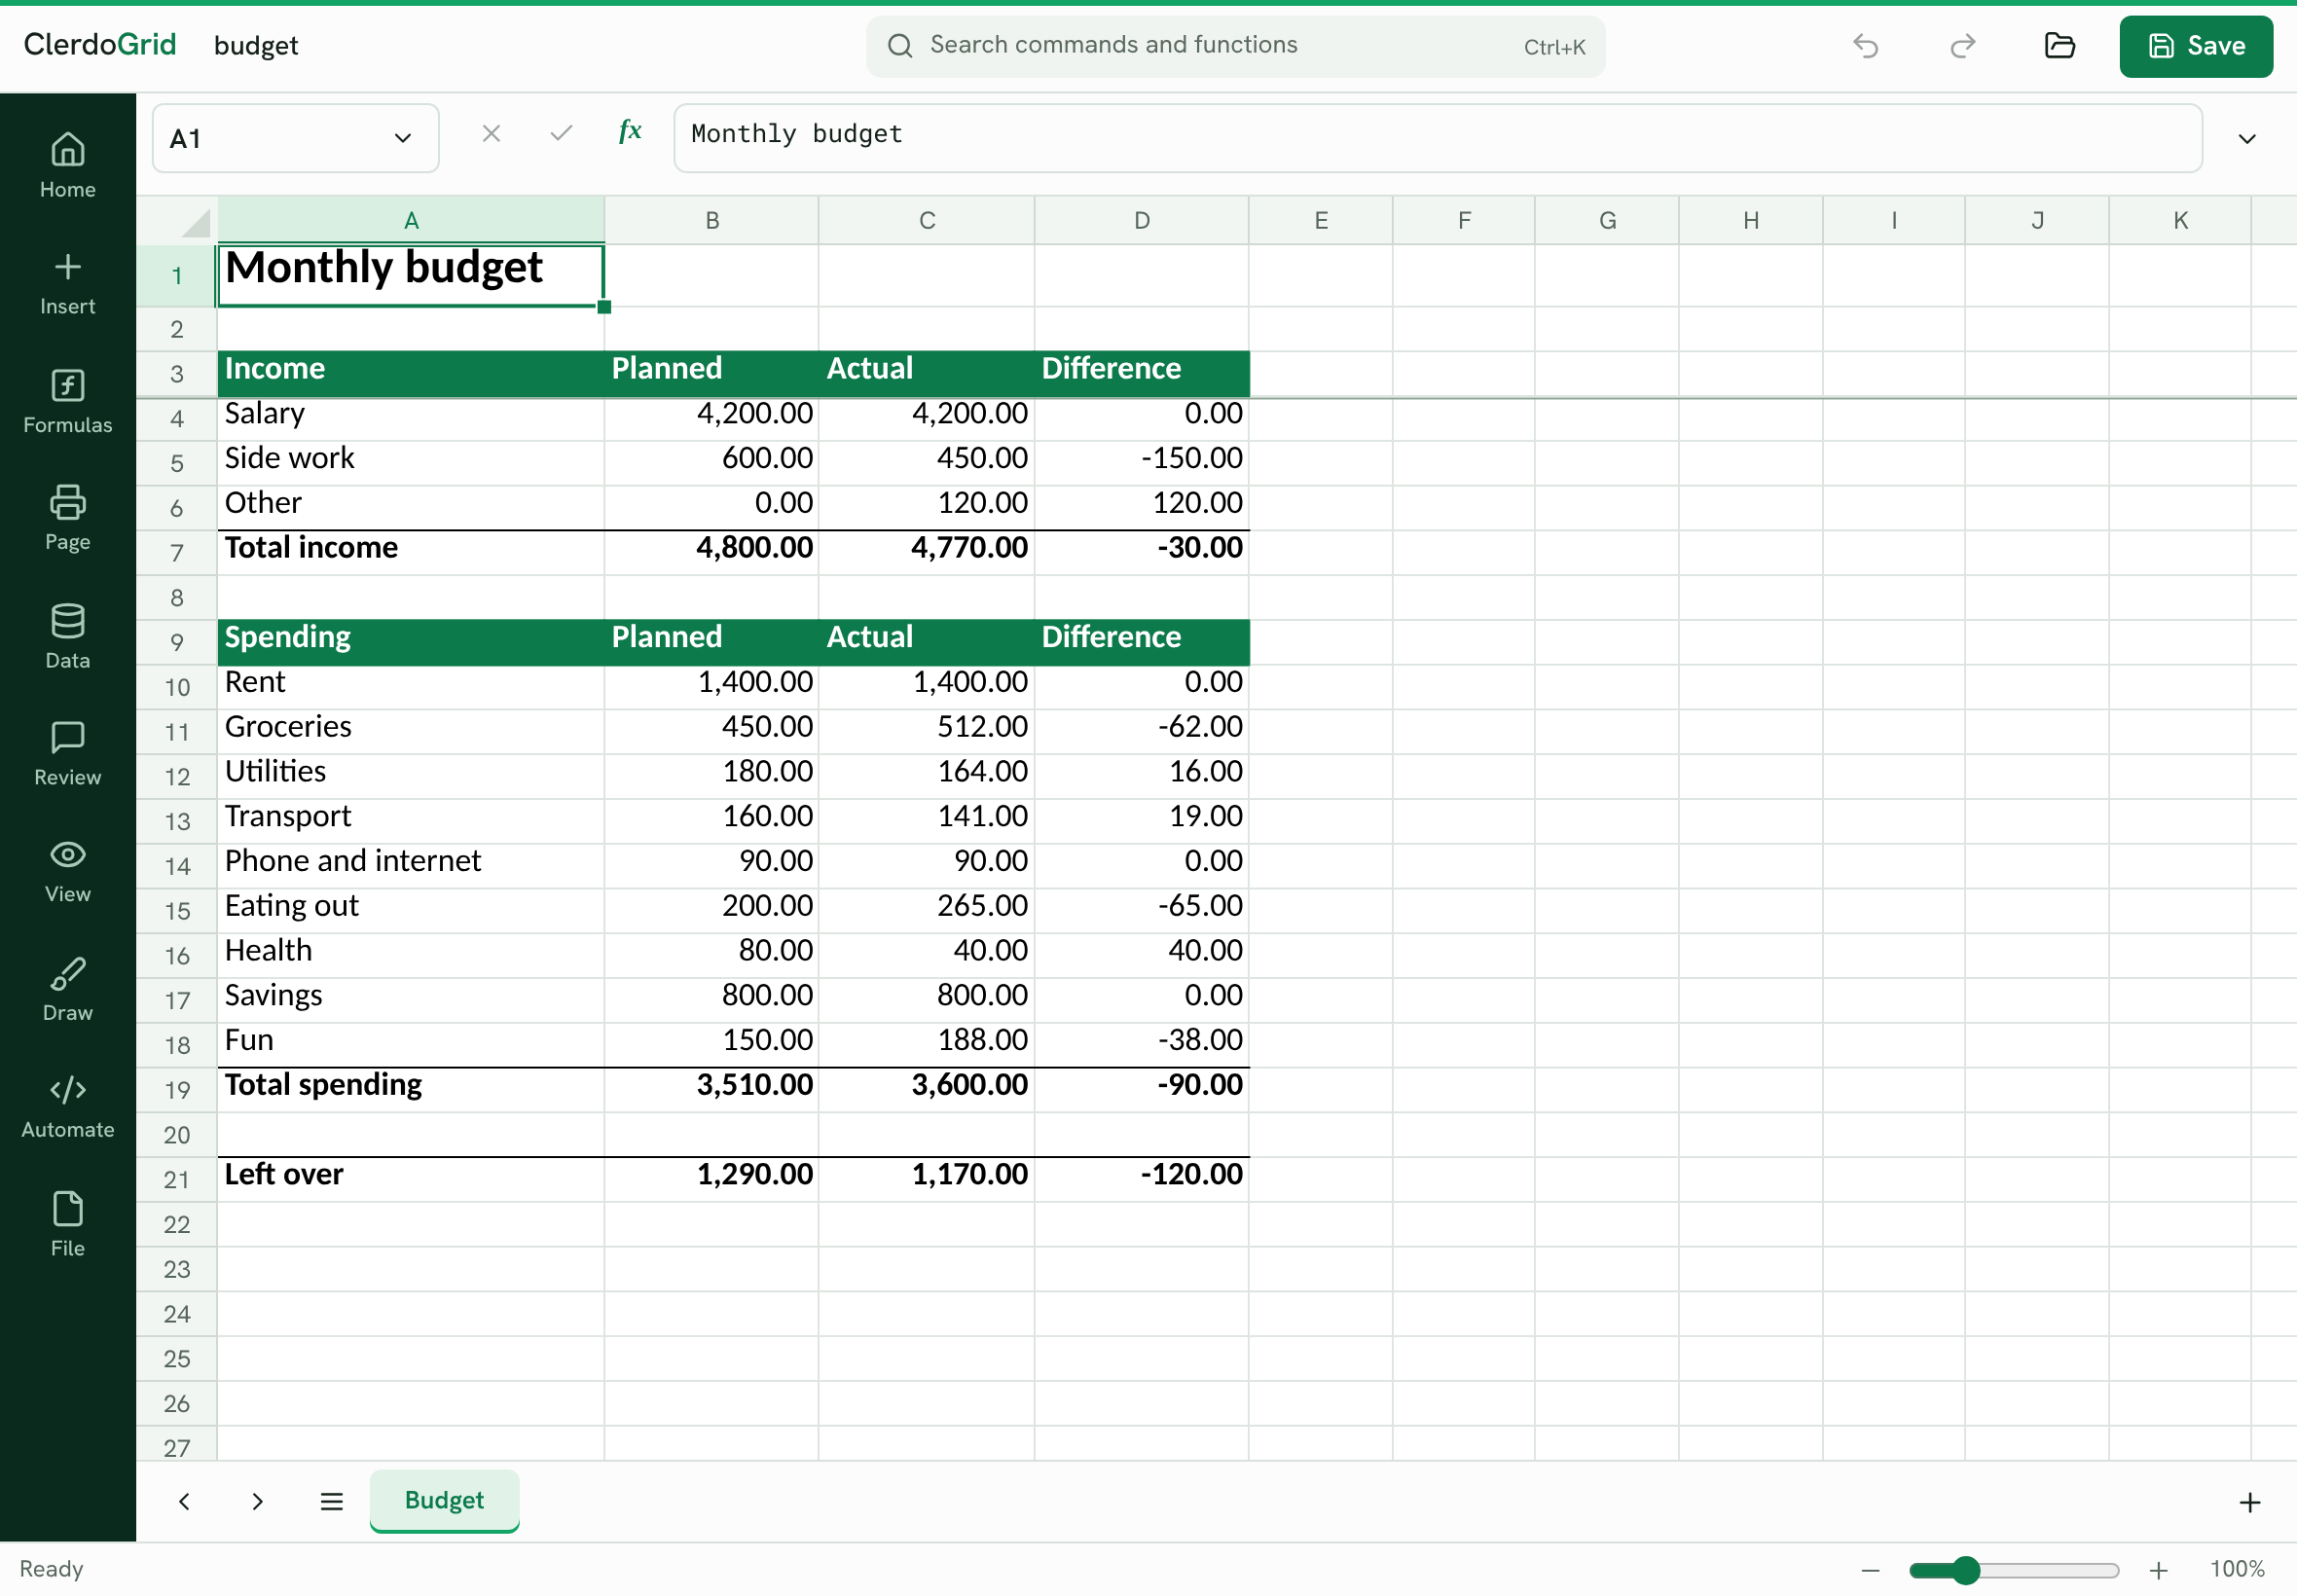 ClerdoGrid budget Search commands and functions Ctrl+K Save
A1 fx Monthly budget
Home
Insert
Formulas
Page
Data
Review
View
Draw
Automate
File
A B C D E F G H I J K
1 Monthly budget
2
3 Income Planned Actual Difference
4 Salary 4,200.00 4,200.00 0.00
5 Side work 600.00 450.00 -150.00
6 Other 0.00 120.00 120.00
7 Total income 4,800.00 4,770.00 -30.00
8
9 Spending Planned Actual Difference
10 Rent 1,400.00 1,400.00 0.00
11 Groceries 450.00 512.00 -62.00
12 Utilities 180.00 164.00 16.00
13 Transport 160.00 141.00 19.00
14 Phone and internet 90.00 90.00 0.00
15 Eating out 200.00 265.00 -65.00
16 Health 80.00 40.00 40.00
17 Savings 800.00 800.00 0.00
18 Fun 150.00 188.00 -38.00
19 Total spending 3,510.00 3,600.00 -90.00
20
21 Left over 1,290.00 1,170.00 -120.00
22
23
24
25
26
27
Budget
Ready 100%